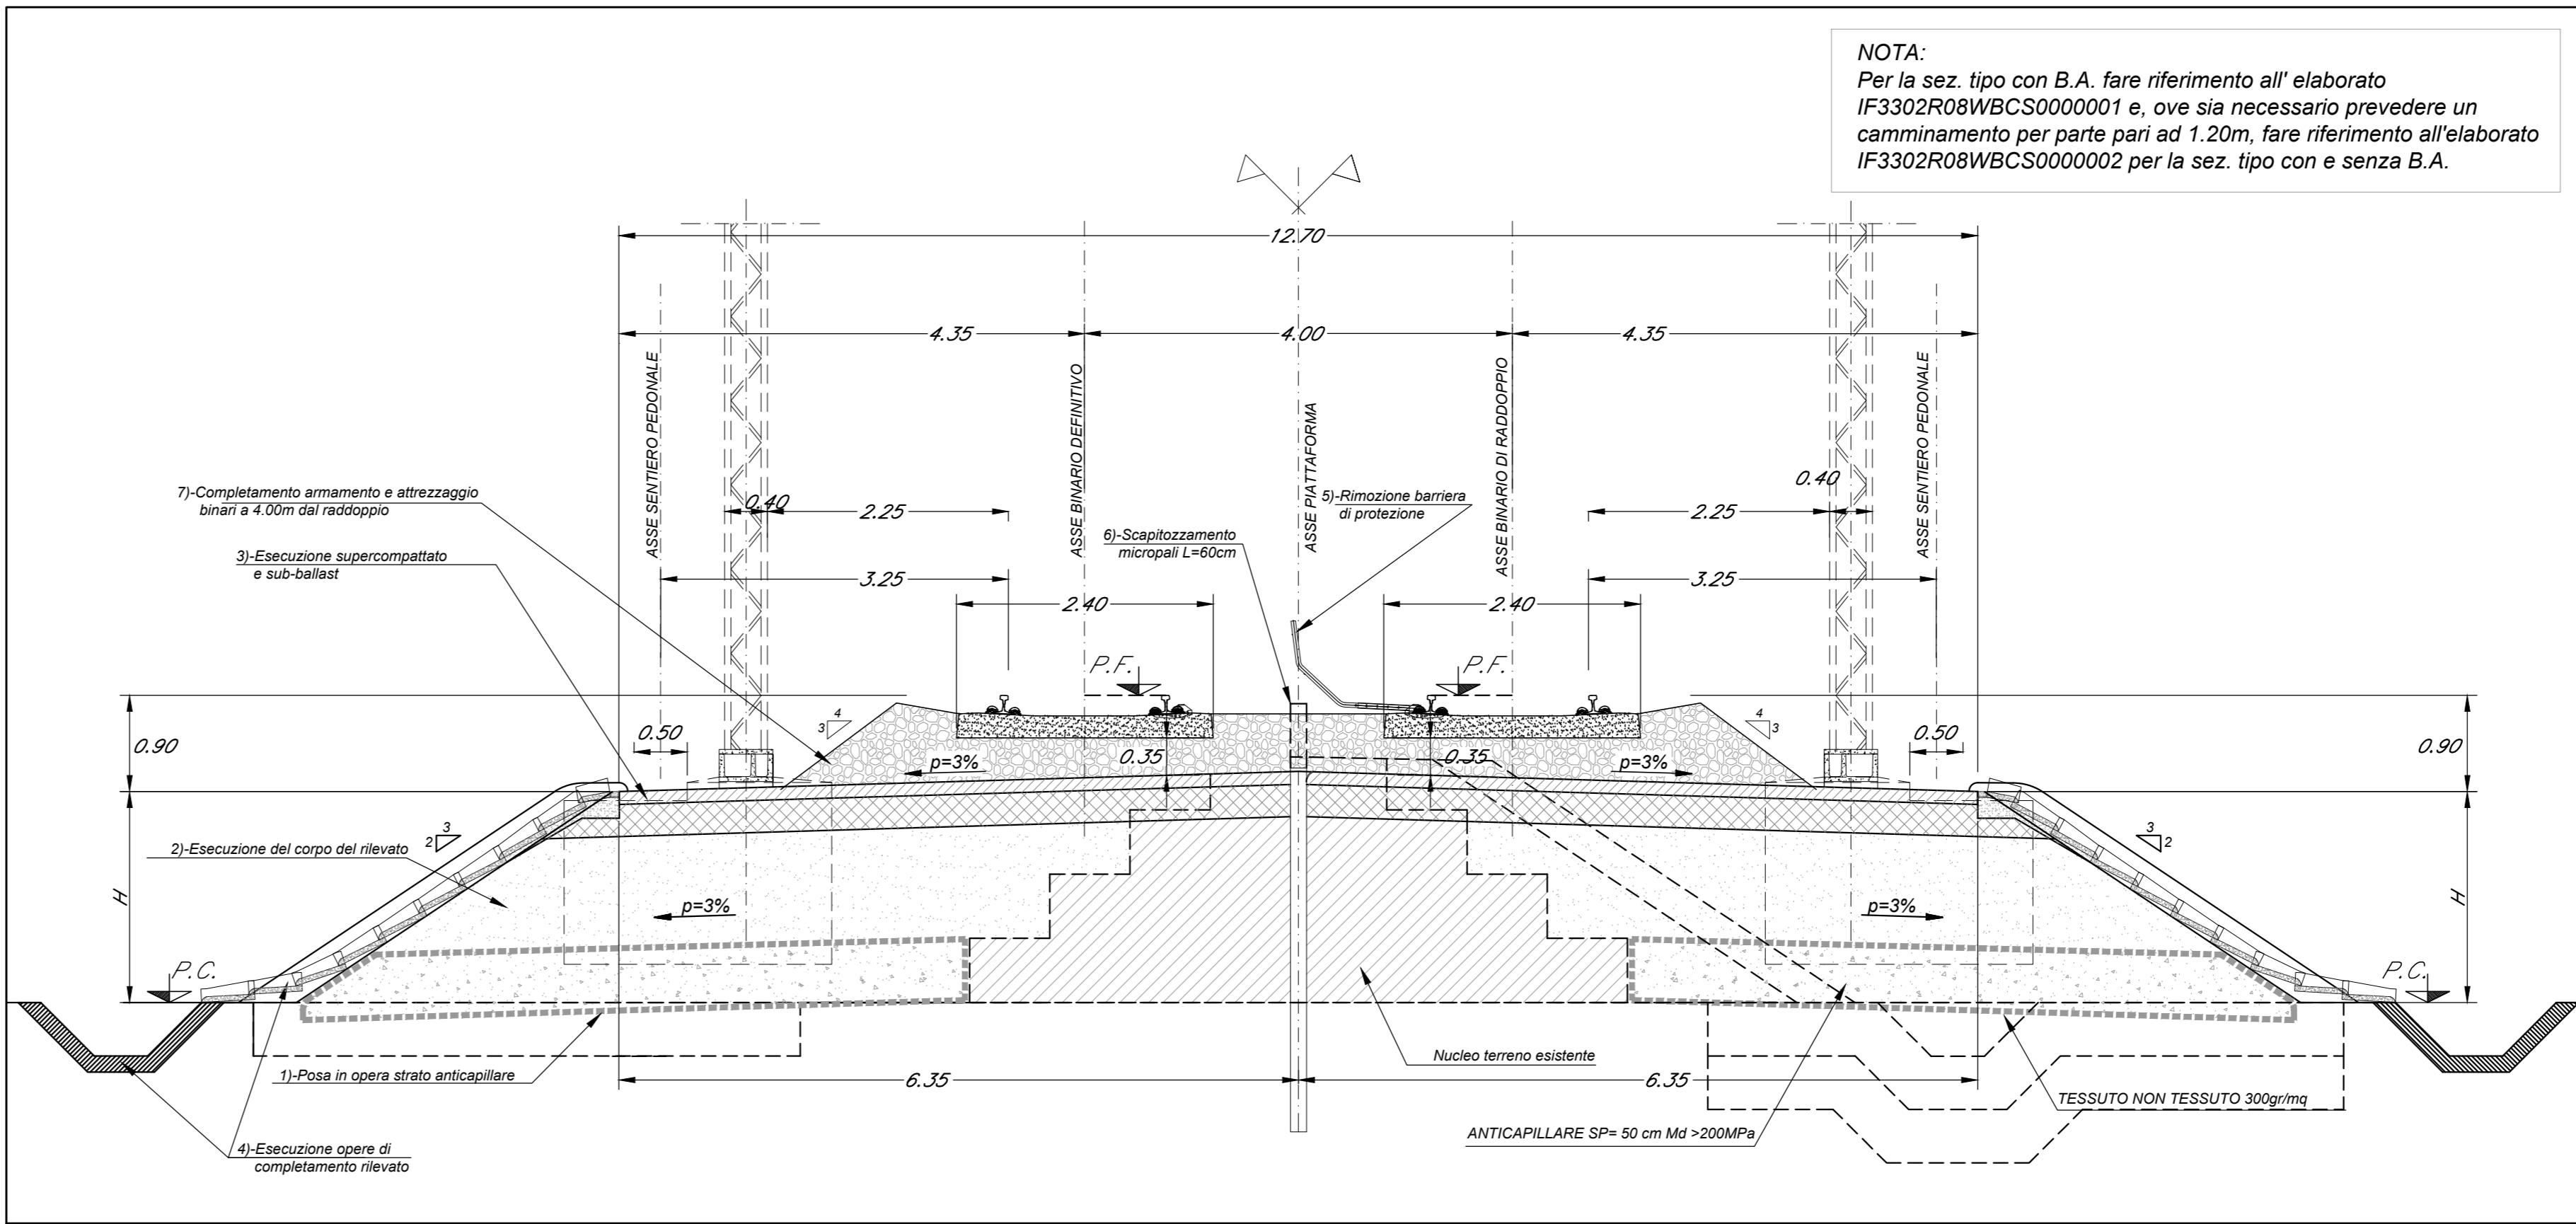 NOTA:
Per la sez. tipo con B.A. fare riferimento all' elaborato
IF3302R08WBCS0000001 e, ove sia necessario prevedere un
camminamento per parte pari ad 1.20m, fare riferimento all'elaborato
IF3302R08WBCS0000002 per la sez. tipo con e senza B.A.
12.70
4.35
4.00
4.35
ASSE SENTIERO PEDONALE
ASSE BINARIO DEFINITIVO
ASSE PIATTAFORMA
ASSE BINARIO DI RADDOPPIO
ASSE SENTIERO PEDONALE
7)-Completamento armamento e attrezzaggio
binari a 4.00m dal raddoppio
0.40
2.25
5)-Rimozione barriera
di protezione
2.25
0.40
3)-Esecuzione supercompattato
e sub-ballast
6)-Scapitozzamento
micropali L=60cm
3.25
3.25
2.40
2.40
P.F.
P.F.
0.90
0.50
3
4
p=3%
0.35
0.35
p=3%
4
3
0.50
0.90
2
3
3
2
2)-Esecuzione del corpo del rilevato
H
p=3%
p=3%
H
P.C.
P.C.
1)-Posa in opera strato anticapillare
6.35
6.35
Nucleo terreno esistente
TESSUTO NON TESSUTO 300gr/mq
ANTICAPILLARE SP= 50 cm Md >200MPa
4)-Esecuzione opere di
completamento rilevato